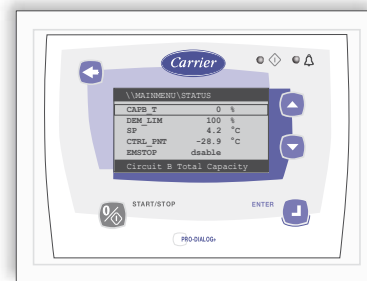 Carrier
\\MAINMENU\STATUS
CAPB_T 0 %
DEM_LIM 100 %
SP 4.2 °C
CTRL_PNT -28.9 °C
EMSTOP dsable
Circuit B Total Capacity
START/STOP
ENTER
PRO-DIALOG+